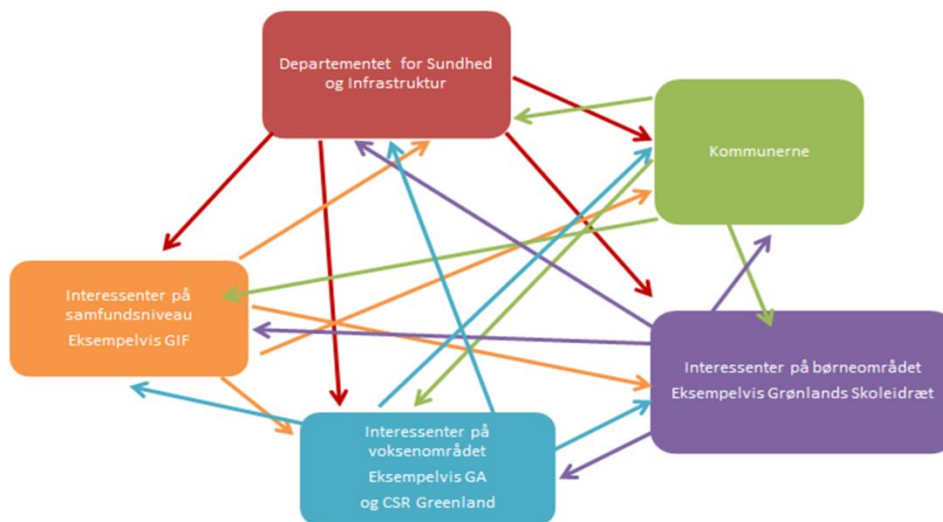 Departementet for Sundhed
og Infrastruktur
Kommunerne
Interessenter på
samfundsniveau
Eksempelvis GIF
Interessenter på børneområdet
Eksempelvis Grønlands Skoleidræt
Interessenter på
voksenområdet
Eksempelvis GA
og CSR Greenland